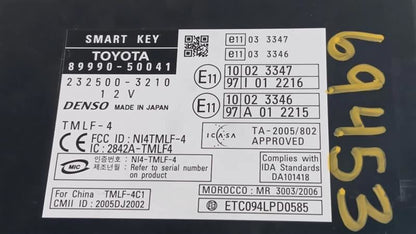 SMART KEY
TOYOTA
89990-50041
232500-3210
12V
DENSO MADE IN JAPAN
TMLF-4
CE FCC ID : NI4TMLF-4
IC : 2842A-TMLF4
MIC 인증번호 : NI4-TMLF-4
제조년월 : Refer to serial No.
For China TMLF-4C1
CMII ID : 2005DJ2002
e11 03 3347
e11 03 3346
E11 10 02 3347
97 I 01 2216
E11 10 02 3346
97 A 01 2215
ICASA
TA-2005/802
APPROVED
Complies with
IDA Standards
DA101418
MOROCCO : MR 3003/2006
ETC094LPD0585
69453